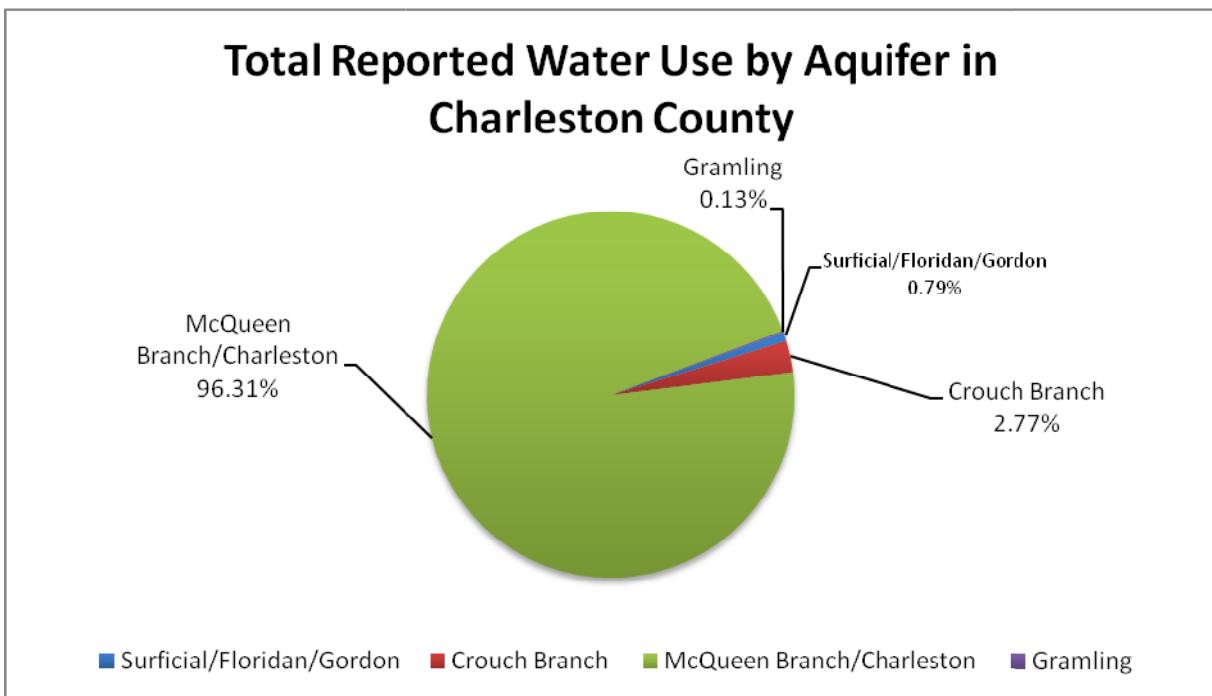 Total Reported Water Use by Aquifer in
Charleston County
Gramling
0.13%
Surficial/Floridan/Gordon
0.79%
McQueen
Branch/Charleston
96.31%
Crouch Branch
2.77%
Surficial/Floridan/Gordon
Crouch Branch
McQueen Branch/Charleston
Gramling